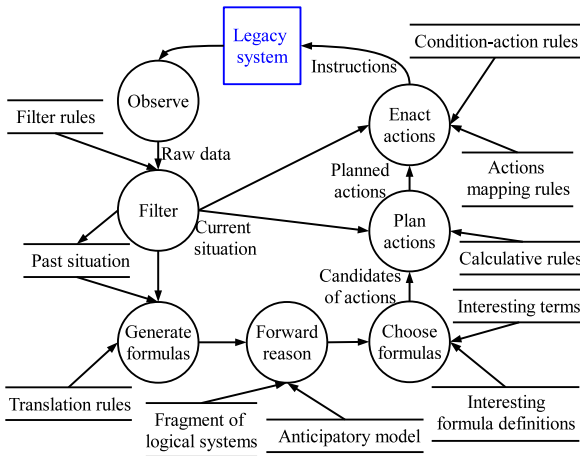 Legacy
system
Condition-action rules
Instructions
Observe
Enact
actions
Filter rules
Raw data
Planned
actions
Actions
mapping rules
Filter
Current
situation
Plan
actions
Past situation
Calculative rules
Candidates
of actions
Interesting terms
Generate
formulas
Forward
reason
Choose
formulas
Translation rules
Fragment of
logical systems
Anticipatory model
Interesting
formula definitions